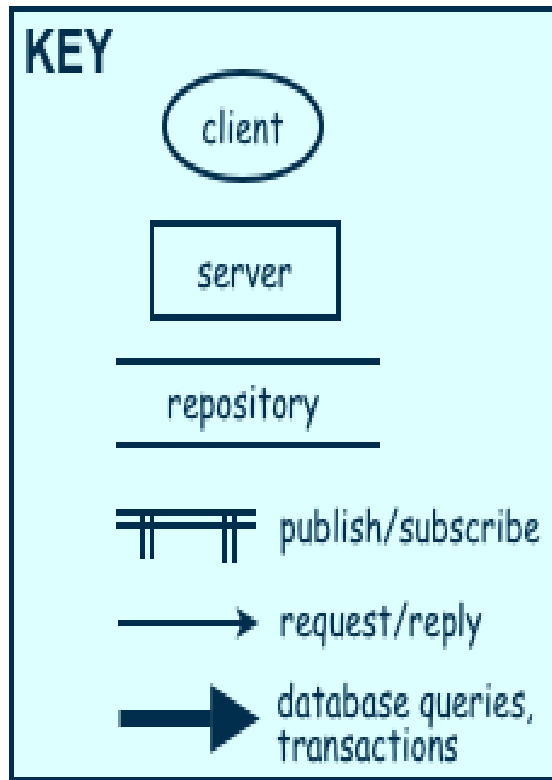 KEY
client
server
repository
publish/subscribe
request/reply
database queries,
transactions